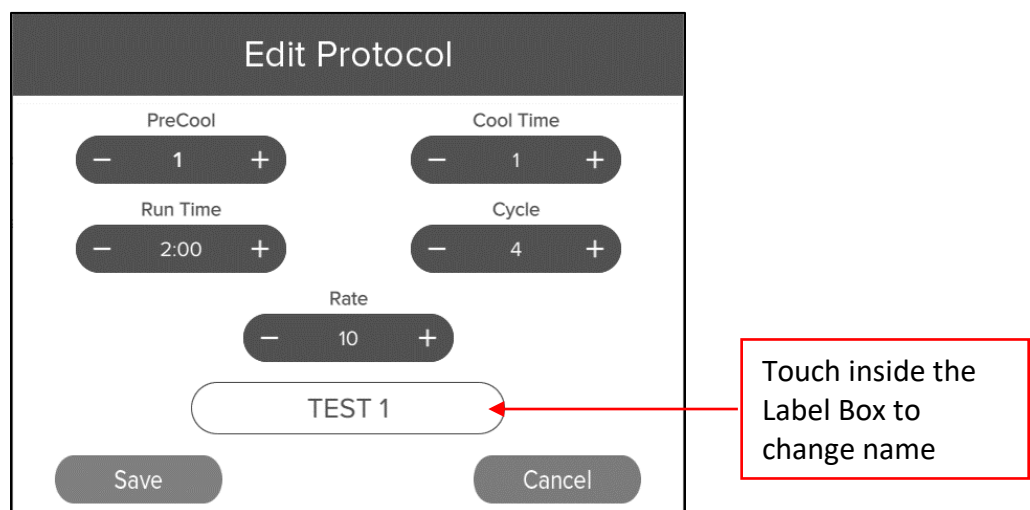 Edit Protocol
PreCool Cool Time
− 1 + − 1 +
Run Time Cycle
− 2:00 + − 4 +
Rate
− 10 +
TEST 1
Save Cancel
Touch inside the
Label Box to
change name